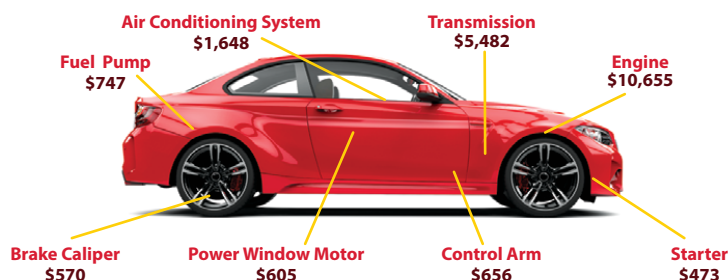 Air Conditioning System
$1,648
Transmission
$5,482
Fuel Pump
$747
Engine
$10,655
Brake Caliper
$570
Power Window Motor
$605
Control Arm
$656
Starter
$473